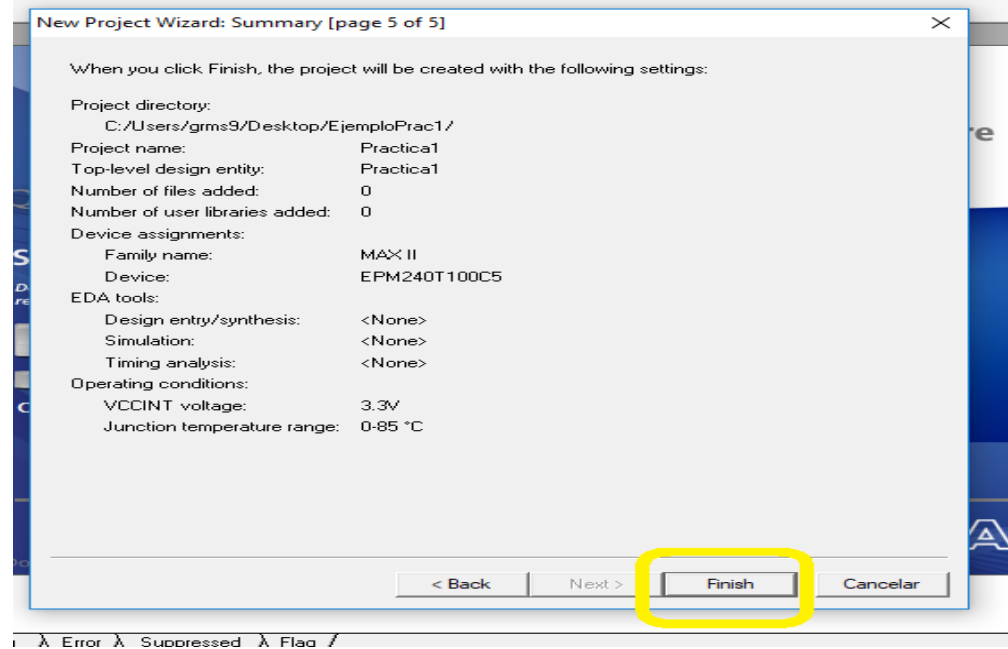 New Project Wizard: Summary [page 5 of 5]
When you click Finish, the project will be created with the following settings:
Project directory:
C:/Users/grms9/Desktop/EjemploPrac1/
Project name: Practica1
Top-level design entity: Practica1
Number of files added: 0
Number of user libraries added: 0
Device assignments:
Family name: MAX II
Device: EPM240T100C5
EDA tools:
Design entry/synthesis: <None>
Simulation: <None>
Timing analysis: <None>
Operating conditions:
VCCINT voltage: 3.3V
Junction temperature range: 0-85 °C
< Back Next > Finish Cancelar
Error Suppressed Flag